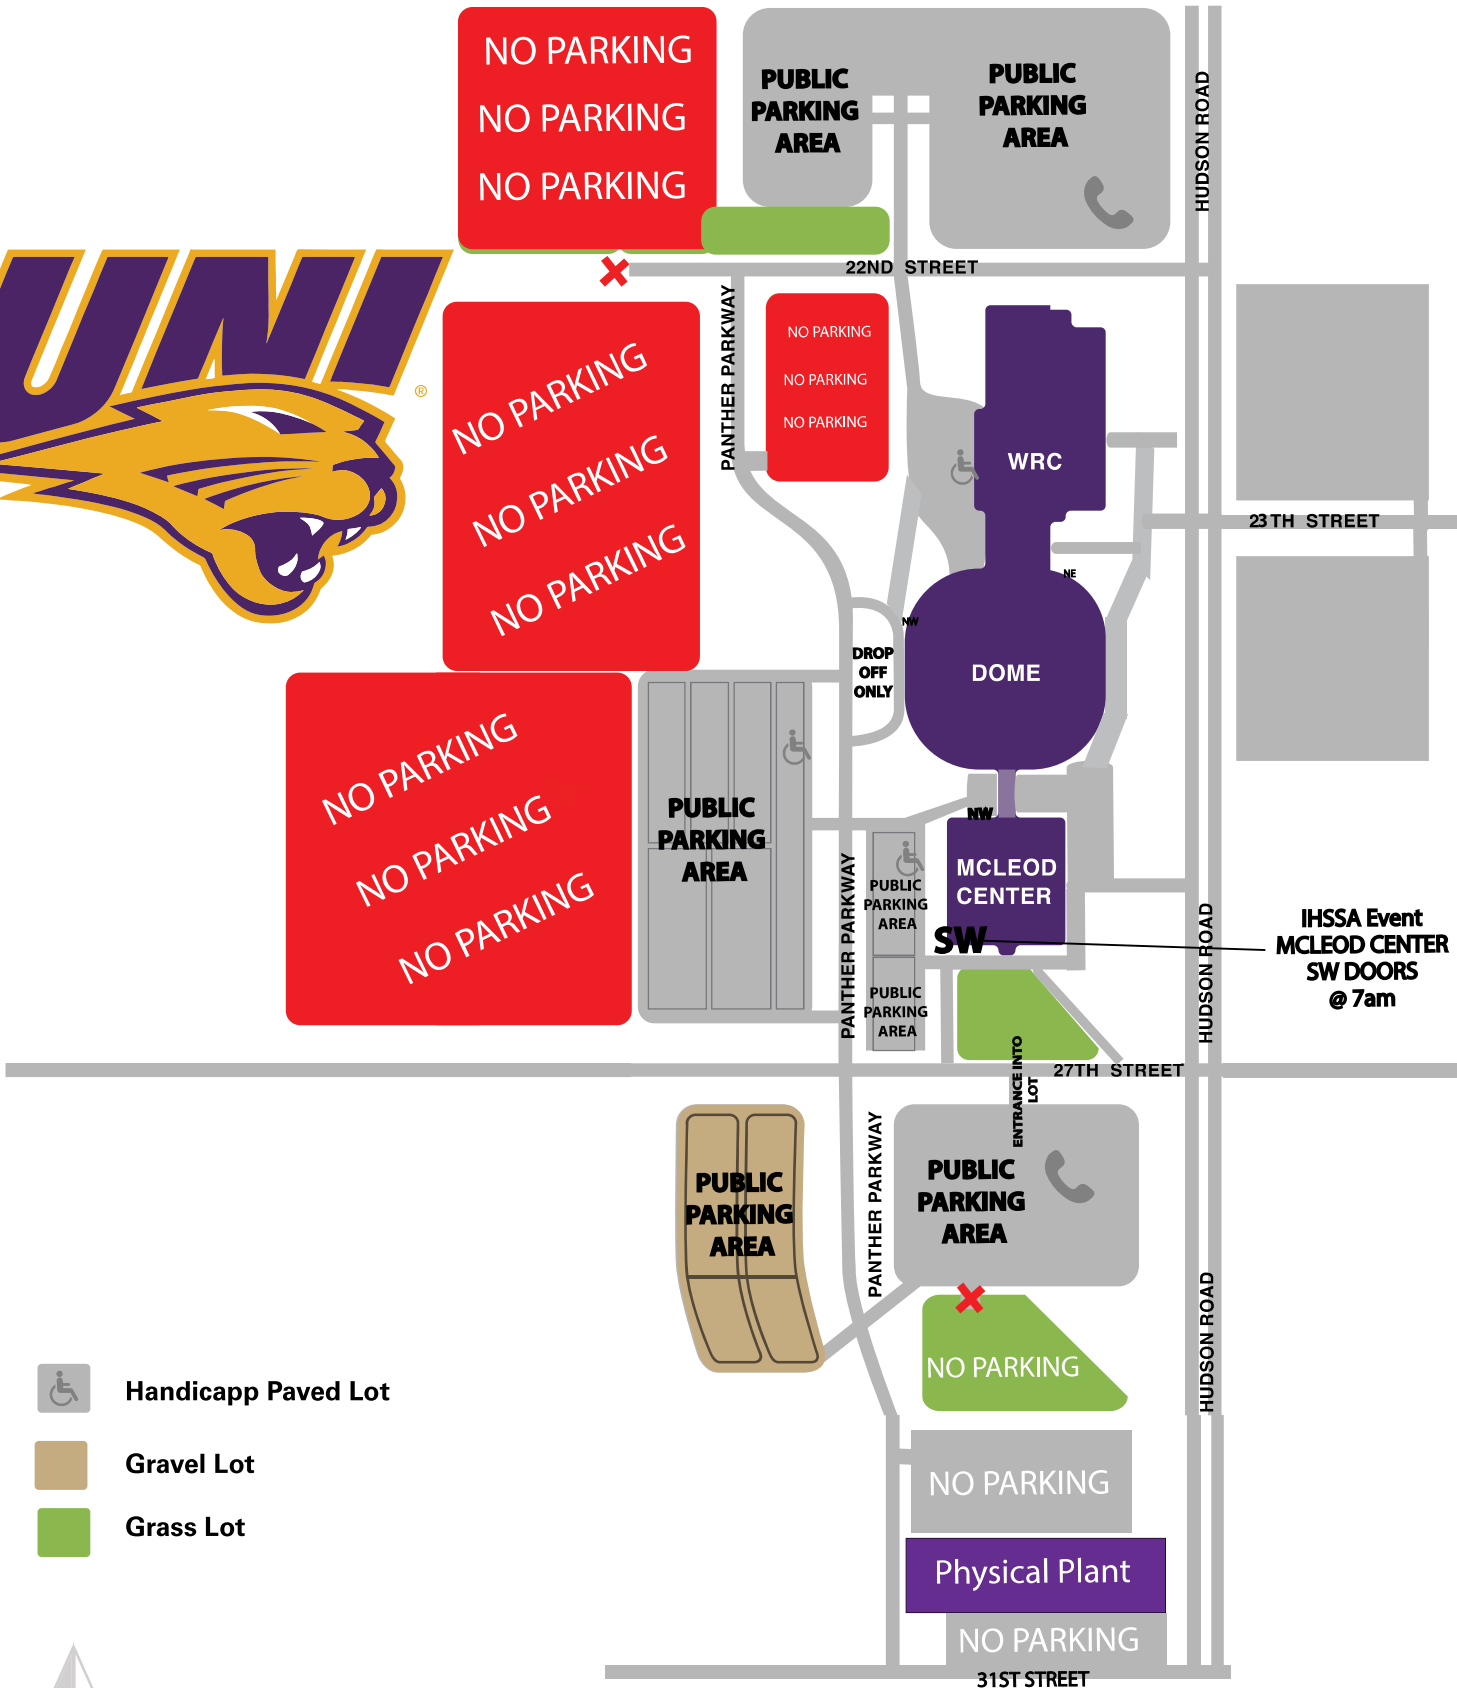 NO PARKING
NO PARKING
NO PARKING
PUBLIC
PARKING
AREA
PUBLIC
PARKING
AREA
HUDSON ROAD
UNI
®
22ND STREET
PANTHER PARKWAY
NO PARKING
NO PARKING
NO PARKING
NO PARKING
NO PARKING
NO PARKING
WRC
23TH STREET
NE
NW
DROP
OFF
ONLY
DOME
NO PARKING
NO PARKING
NO PARKING
PUBLIC
PARKING
AREA
NW
MCLEOD
CENTER
PUBLIC
PARKING
AREA
SW
PANTHER PARKWAY
HUDSON ROAD
IHSSA Event
MCLEOD CENTER
SW DOORS
@ 7am
PUBLIC
PARKING
AREA
27TH STREET
ENTRANCE INTO
LOT
PANTHER PARKWAY
PUBLIC
PARKING
AREA
PUBLIC
PARKING
AREA
HUDSON ROAD
NO PARKING
Handicapp Paved Lot
Gravel Lot
Grass Lot
NO PARKING
Physical Plant
NO PARKING
31ST STREET